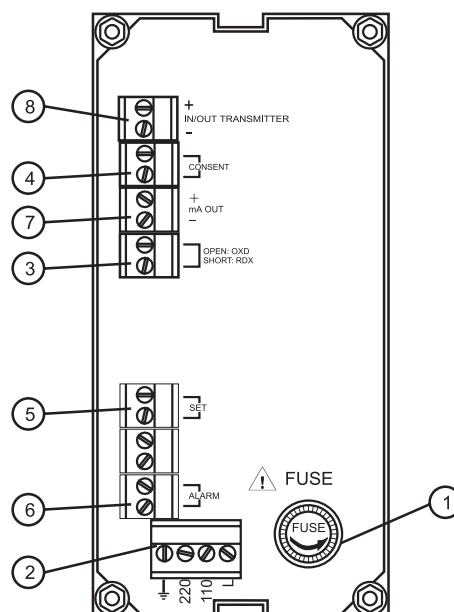 8
+
IN/OUT TRANSMITTER
-
4
CONSENT
7
+
mA OUT
-
3
OPEN: OXD
SHORT: RDX
5
SET
6
ALARM
! FUSE
FUSE
1
2
220
110
L